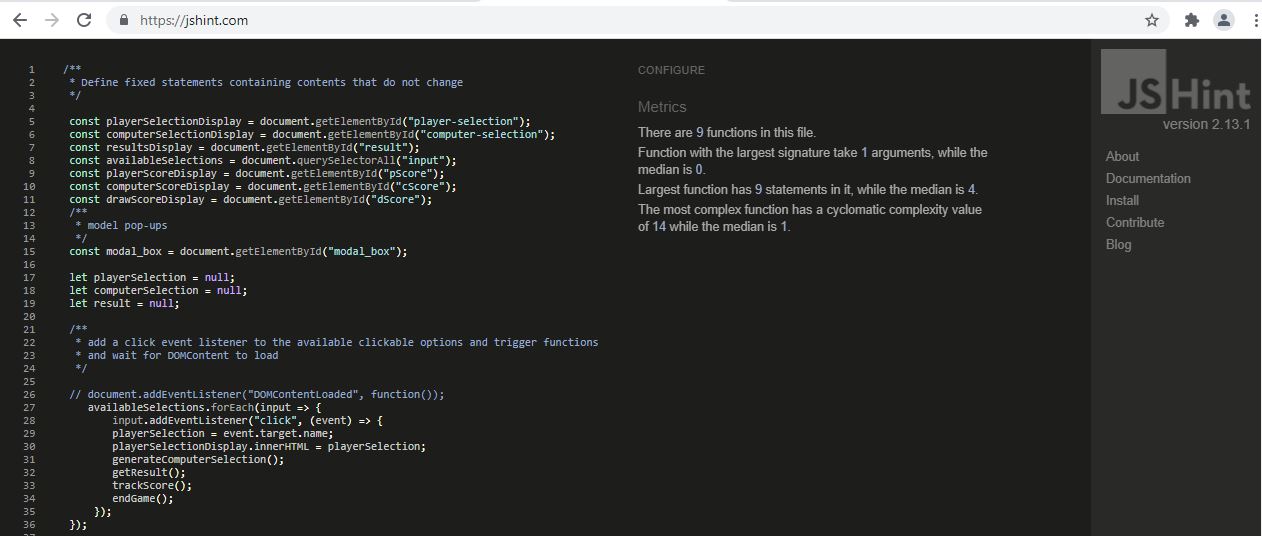 https://jshint.com
1 /**
2 * Define fixed statements containing contents that do not change
3 */
4
5 const playerSelectionDisplay = document.getElementById("player-selection");
6 const computerSelectionDisplay = document.getElementById("computer-selection");
7 const resultsDisplay = document.getElementById("result");
8 const availableSelections = document.querySelectorAll("input");
9 const playerScoreDisplay = document.getElementById("pScore");
10 const computerScoreDisplay = document.getElementById("cScore");
11 const drawScoreDisplay = document.getElementById("dScore");
12 /**
13 * model pop-ups
14 */
15 const modal_box = document.getElementById("modal_box");
16
17 let playerSelection = null;
18 let computerSelection = null;
19 let result = null;
20
21 /**
22 * add a click event listener to the available clickable options and trigger functions
23 * and wait for DOMContent to load
24 */
25
26 // document.addEventListener("DOMContentLoaded", function());
27 availableSelections.forEach(input => {
28 input.addEventListener("click", (event) => {
29 playerSelection = event.target.name;
30 playerSelectionDisplay.innerHTML = playerSelection;
31 generateComputerSelection();
32 getResult();
33 trackScore();
34 endGame();
35 });
36 });
CONFIGURE
Metrics
There are 9 functions in this file.
Function with the largest signature take 1 arguments, while the
median is 0.
Largest function has 9 statements in it, while the median is 4.
The most complex function has a cyclomatic complexity value
of 14 while the median is 1.
JSHint
version 2.13.1
About
Documentation
Install
Contribute
Blog